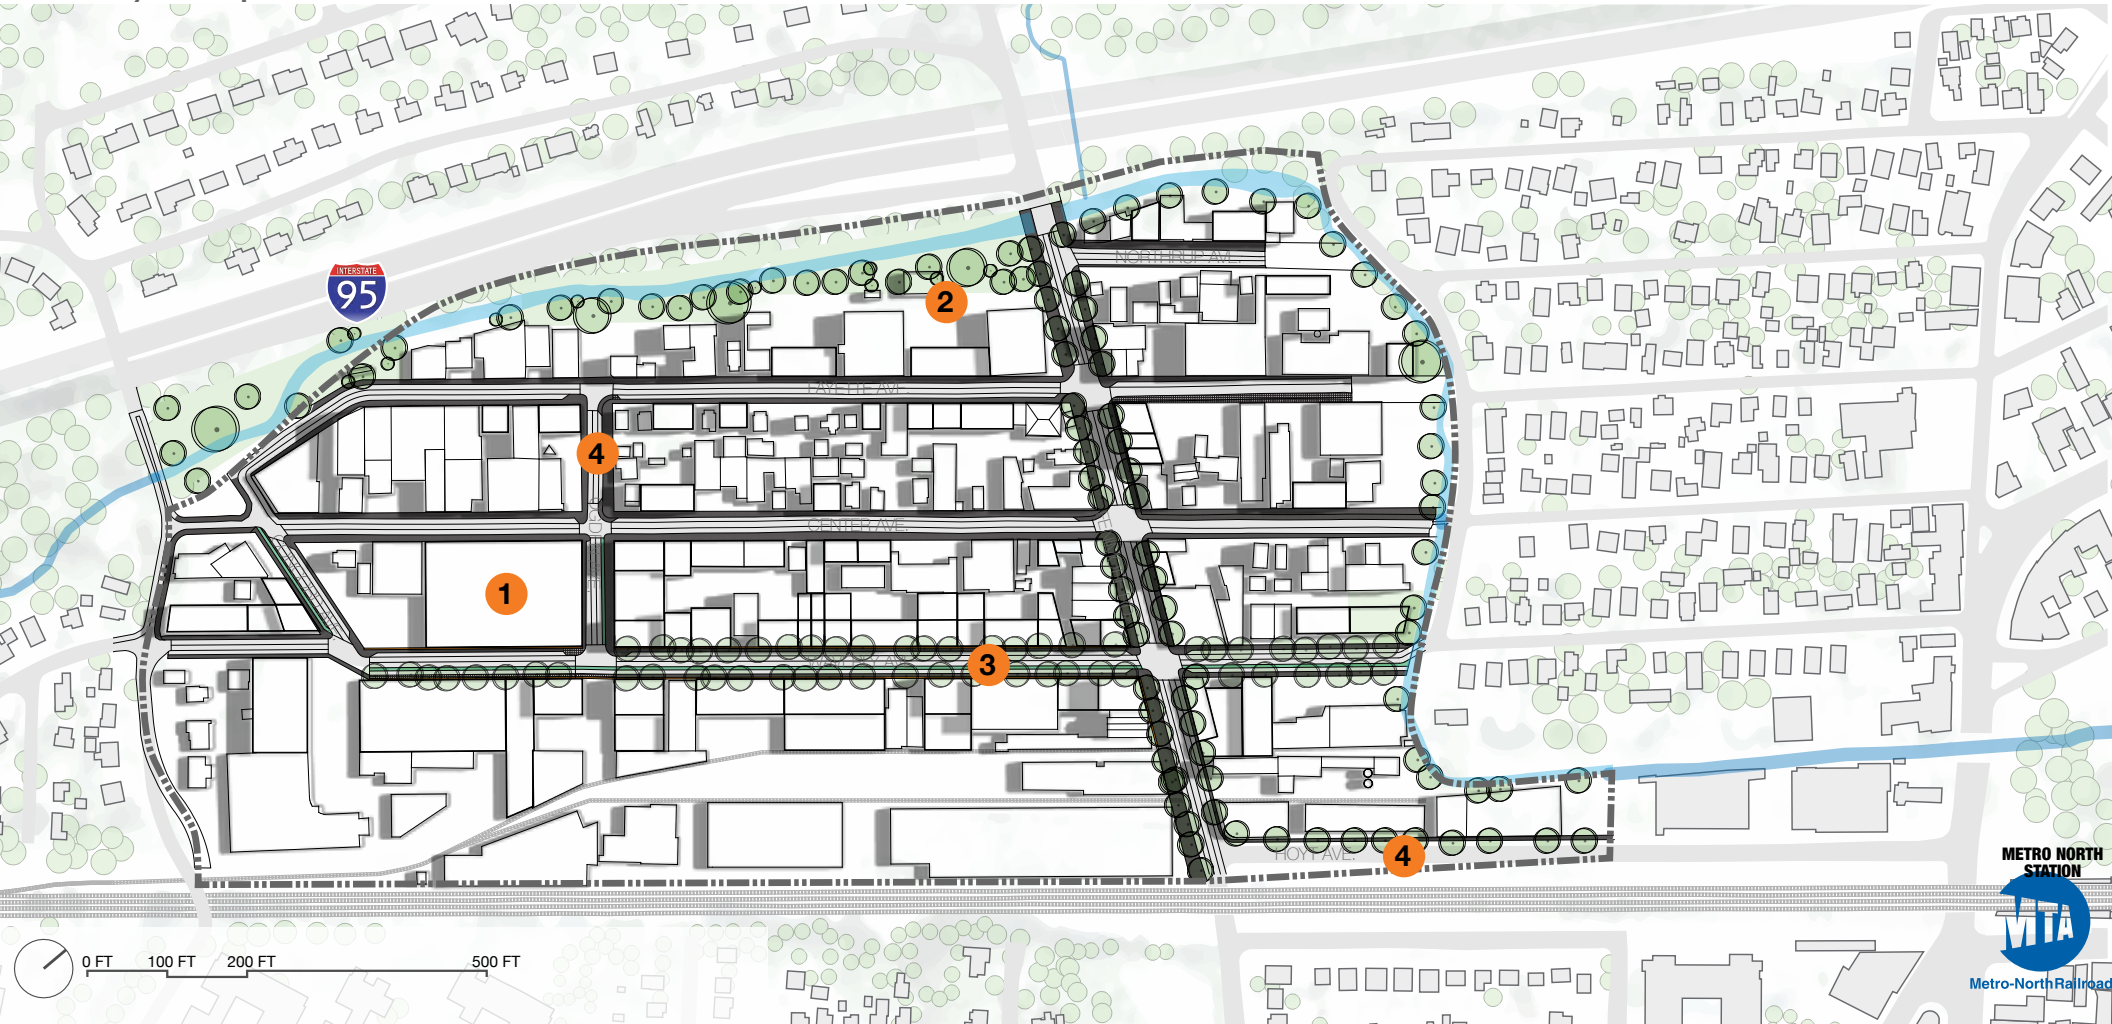 NORTHRUP AVE.
INTERSTATE
95
2
FAYETTE AVE.
4
CENTER AVE.
1
3
HOYT AVE.
4
METRO NORTH
STATION
MTA
Metro-North Railroad
0 FT 100 FT 200 FT 500 FT